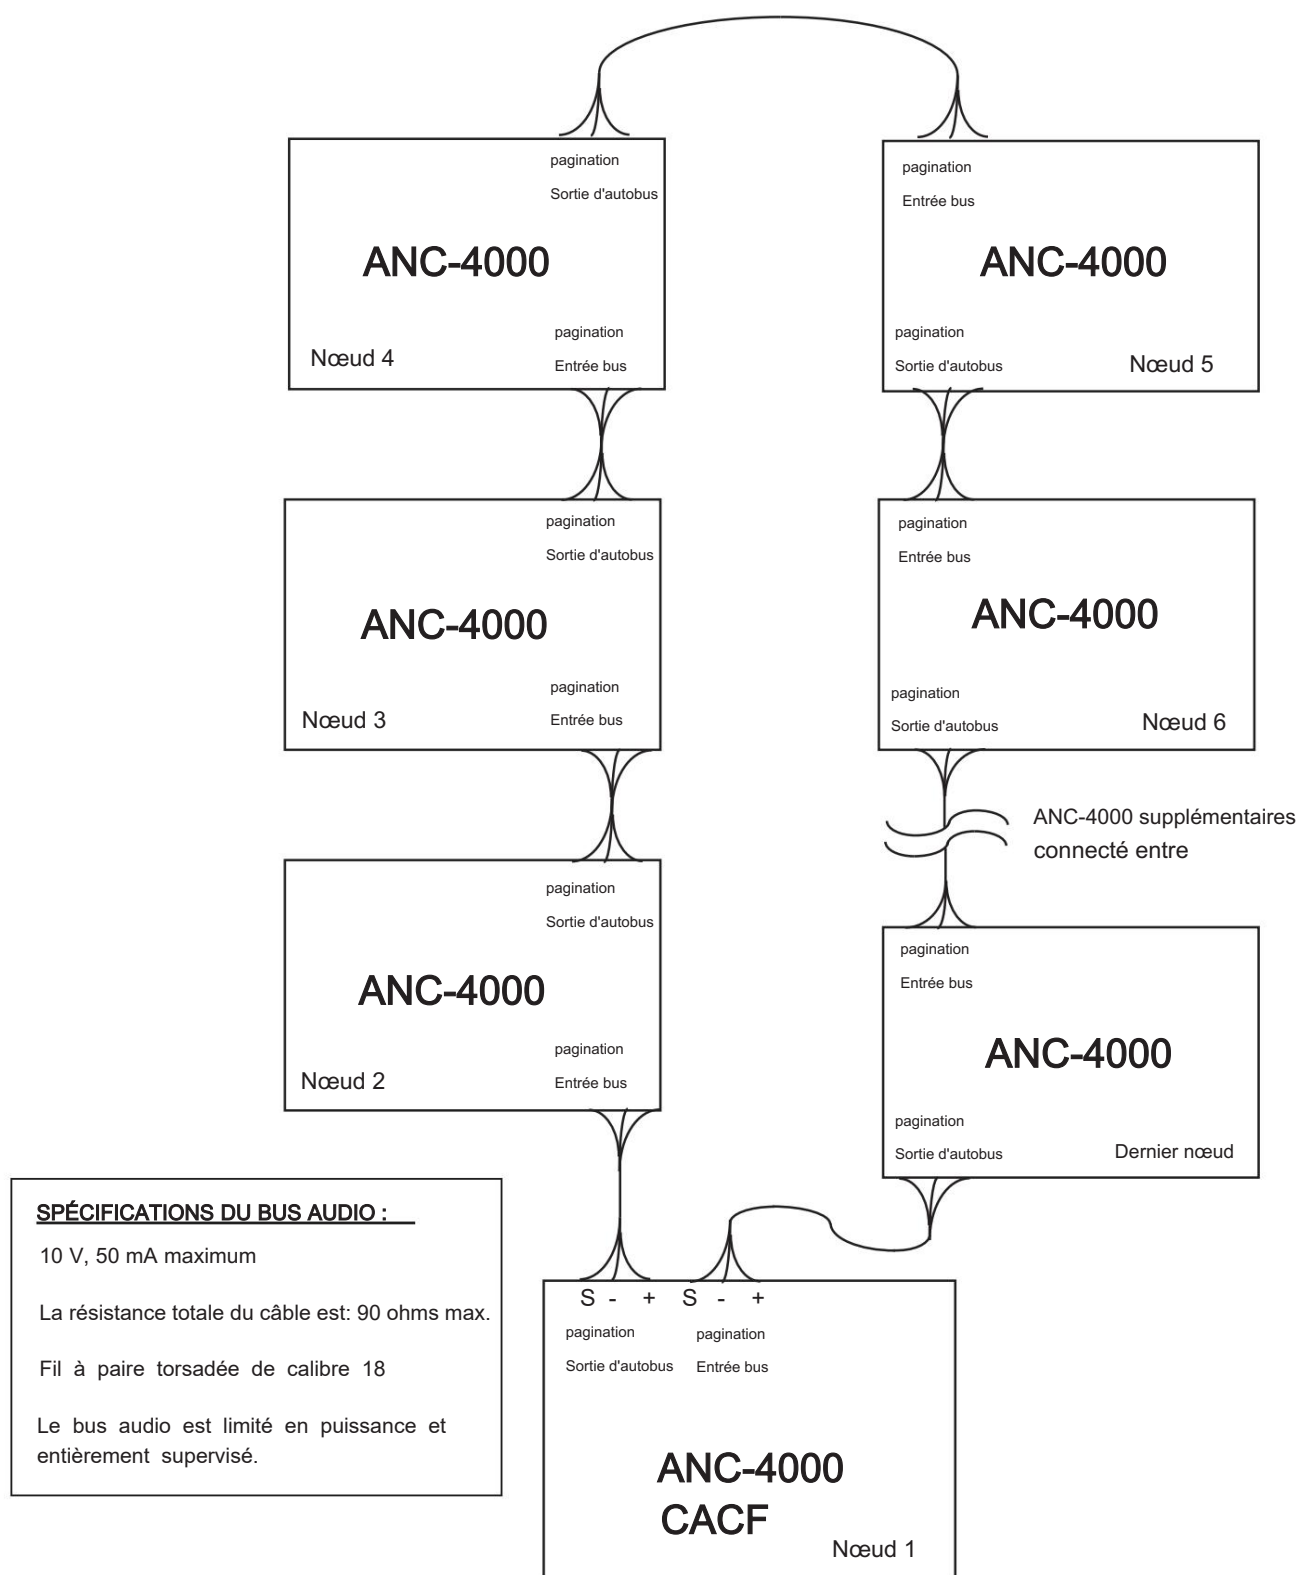 pagination
Sortie d'autobus
ANC-4000
pagination
Entrée bus
Nœud 4
pagination
Entrée bus
ANC-4000
pagination
Sortie d'autobus
Nœud 5
pagination
Sortie d'autobus
ANC-4000
pagination
Entrée bus
Nœud 3
pagination
Entrée bus
ANC-4000
pagination
Sortie d'autobus
Nœud 6
ANC-4000 supplémentaires
connecté entre
pagination
Sortie d'autobus
ANC-4000
pagination
Entrée bus
Nœud 2
pagination
Entrée bus
ANC-4000
pagination
Sortie d'autobus
Dernier nœud
SPÉCIFICATIONS DU BUS AUDIO :
10 V, 50 mA maximum
La résistance totale du câble est: 90 ohms max.
Fil à paire torsadée de calibre 18
Le bus audio est limité en puissance et
entièrement supervisé.
S - + S - +
pagination pagination
Sortie d'autobus Entrée bus
ANC-4000
CACF
Nœud 1